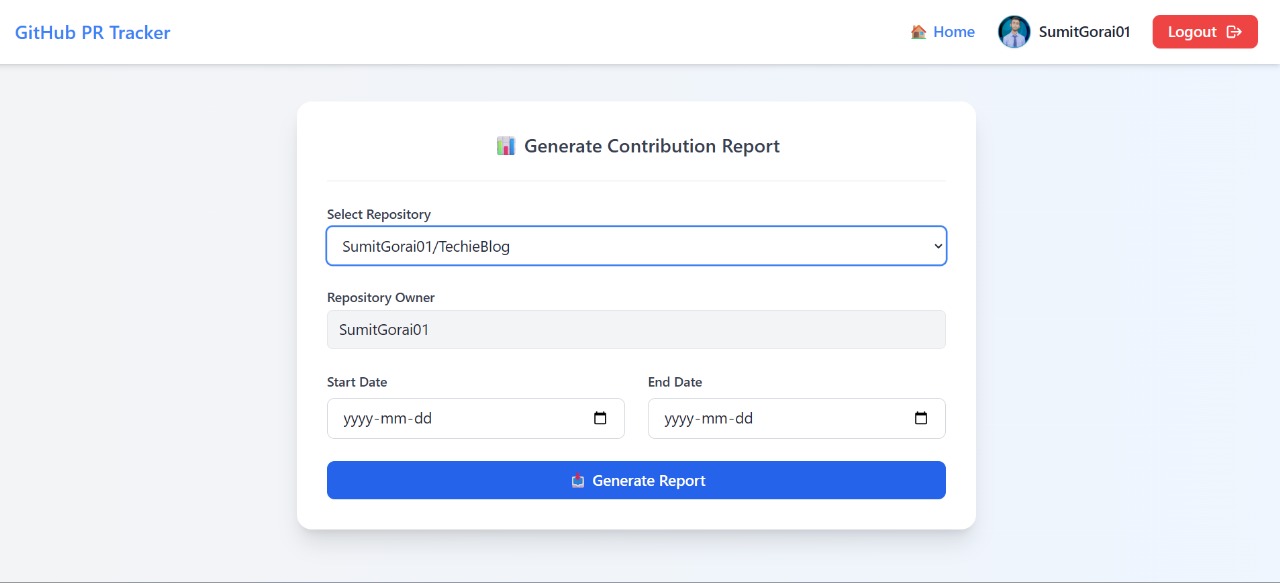 GitHub PR Tracker
🏠 Home
SumitGorai01
Logout
📊 Generate Contribution Report
Select Repository
SumitGorai01/TechieBlog
Repository Owner
SumitGorai01
Start Date
End Date
yyyy-mm-dd
yyyy-mm-dd
📤 Generate Report